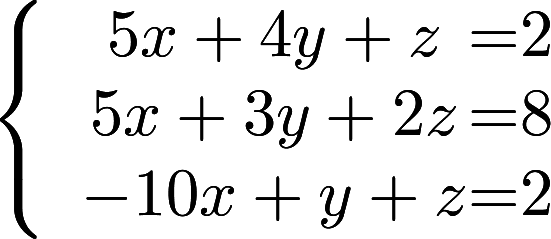 5x + 4y + z = 2
5x + 3y + 2z = 8
−10x + y + z = 2